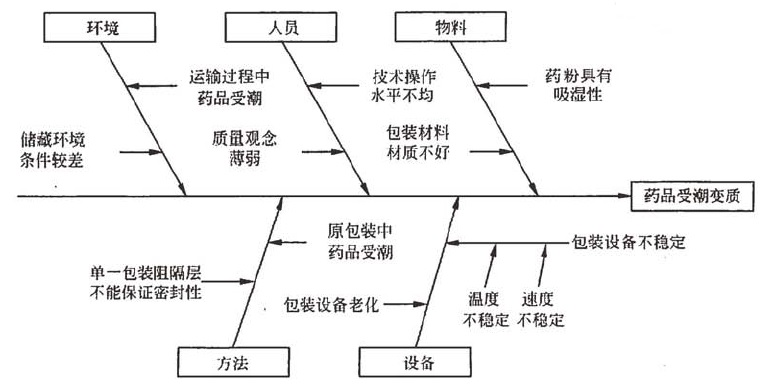 环境
人员
物料
运输过程中
药品受潮
技术操作
水平不均
药粉具有
吸湿性
储藏环境
条件较差
质量观念
薄弱
包装材料
材质不好
药品受潮变质
原包装中
药品受潮
包装设备不稳定
单一包装阻隔层
不能保证密封性
包装设备老化
温度
不稳定
速度
不稳定
方法
设备